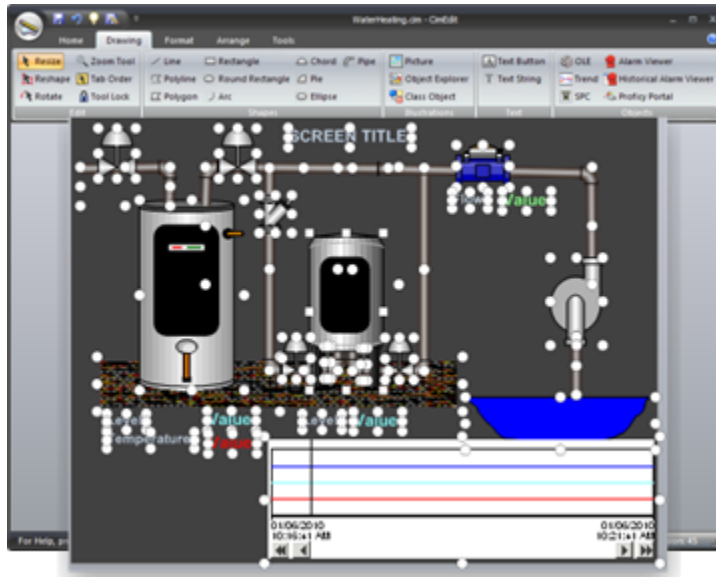 WaterHeating.cim - CimEdit
Home Drawing Format Arrange Tools
Resize Zoom Tool Line Rectangle Chord Pipe Picture Text Button OLE Alarm Viewer
Reshape Tab Order Polyline Round Rectangle Pie Object Explorer Text String Trend Historical Alarm Viewer
Rotate Tool Lock Polygon Arc Ellipse Class Object SPC Proficy Portal
Edit Shapes Illustrations Text Objects
SCREEN TITLE
Flow Value
Level Value Level Value
Temperature Value
01/06/2010 01/06/2010
10:16:41 AM 10:21:41 AM
For Help, 45